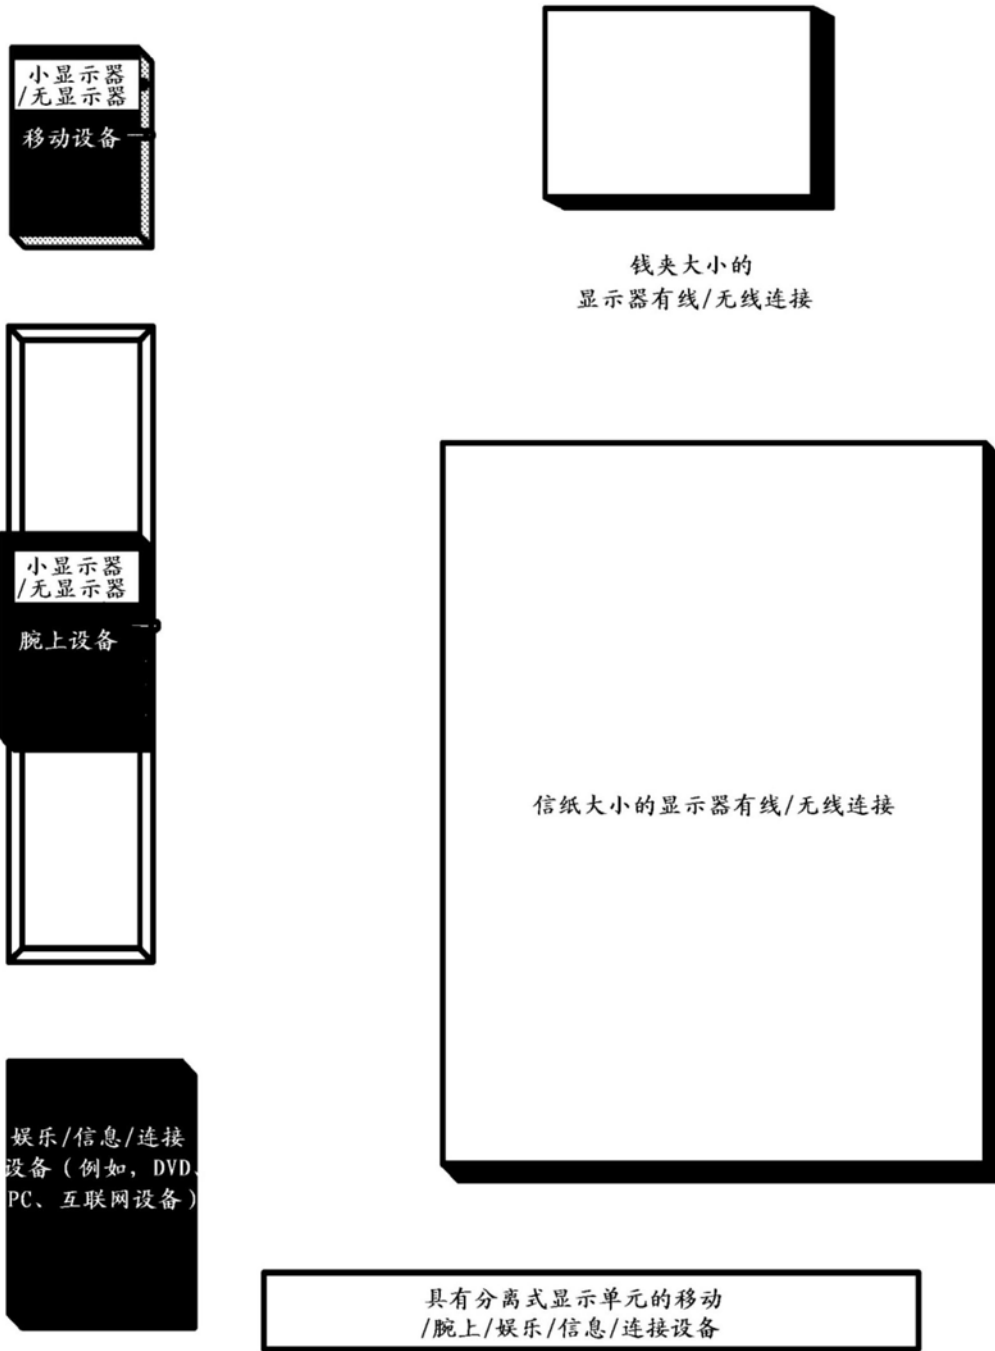 小显示器
/无显示器
移动设备
钱夹大小的
显示器有线/无线连接
小显示器
/无显示器
腕上设备
信纸大小的显示器有线/无线连接
娱乐/信息/连接
设备(例如, DVD、
PC、互联网设备)
具有分离式显示单元的移动
/腕上/娱乐/信息/连接设备